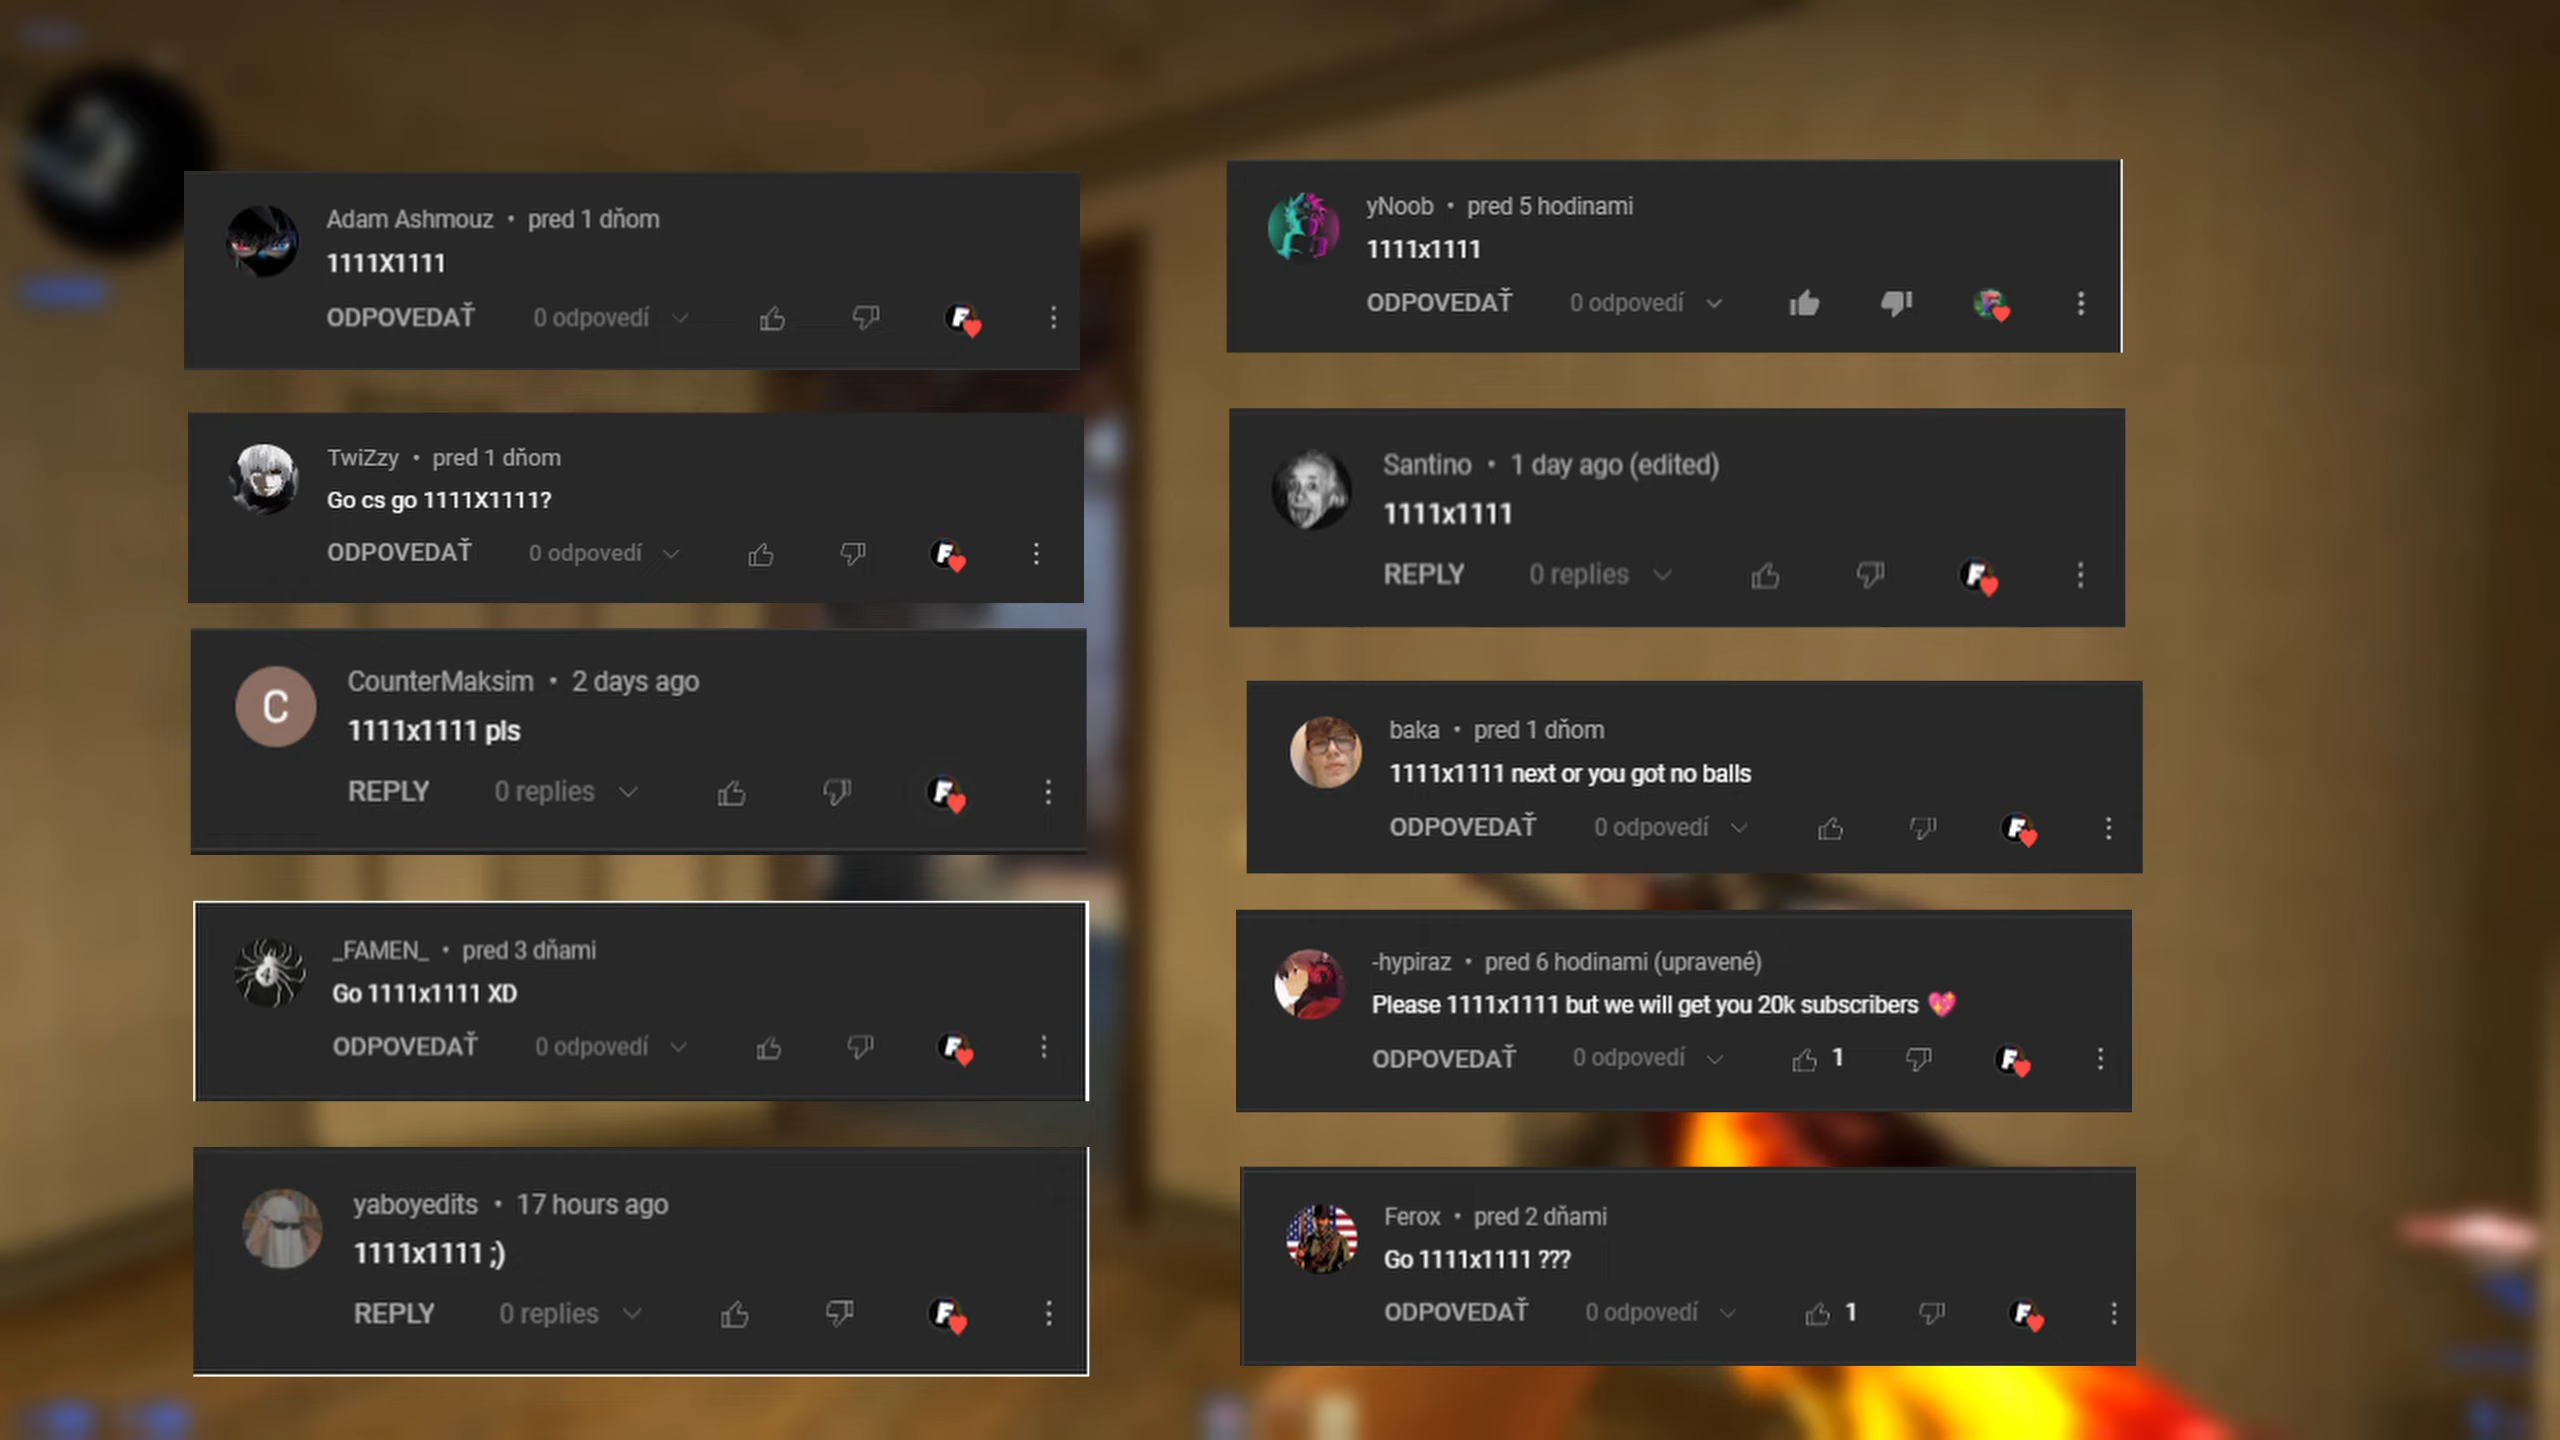 Adam Ashmouz • pred 1 dňom
1111X1111
ODPOVEDAŤ 0 odpovedí
TwiZzy • pred 1 dňom
Go cs go 1111X1111?
ODPOVEDAŤ 0 odpovedí
C
CounterMaksim • 2 days ago
1111x1111 pls
REPLY 0 replies
_FAMEN_ • pred 3 dňami
Go 1111x1111 XD
ODPOVEDAŤ 0 odpovedí
yaboyedits • 17 hours ago
1111x1111 ;)
REPLY 0 replies
yNoob • pred 5 hodinami
1111x1111
ODPOVEDAŤ 0 odpovedí
Santino • 1 day ago (edited)
1111x1111
REPLY 0 replies
baka • pred 1 dňom
1111x1111 next or you got no balls
ODPOVEDAŤ 0 odpovedí
-hypiraz • pred 6 hodinami (upravené)
Please 1111x1111 but we will get you 20k subscribers 💖
ODPOVEDAŤ 0 odpovedí 1
Ferox • pred 2 dňami
Go 1111x1111 ???
ODPOVEDAŤ 0 odpovedí 1